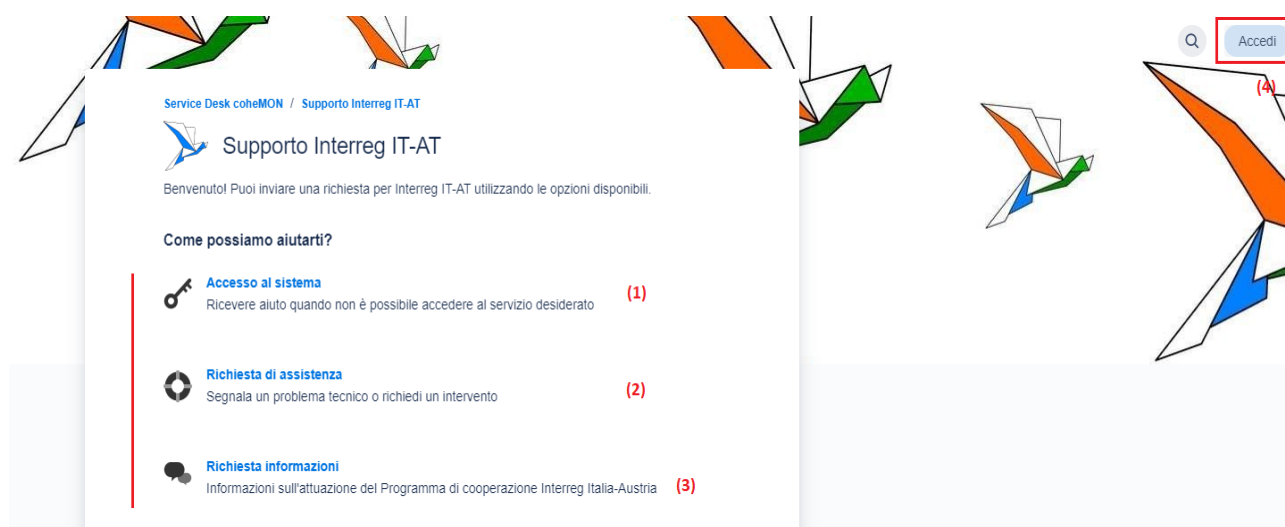 Accedi
(4)
Service Desk coheMON / Supporto Interreg IT-AT
Supporto Interreg IT-AT
Benvenuto! Puoi inviare una richiesta per Interreg IT-AT utilizzando le opzioni disponibili.
Come possiamo aiutarti?
Accesso al sistema
Ricevere aiuto quando non è possibile accedere al servizio desiderato
(1)
Richiesta di assistenza
Segnala un problema tecnico o richiedi un intervento
(2)
Richiesta informazioni
Informazioni sull'attuazione del Programma di cooperazione Interreg Italia-Austria
(3)